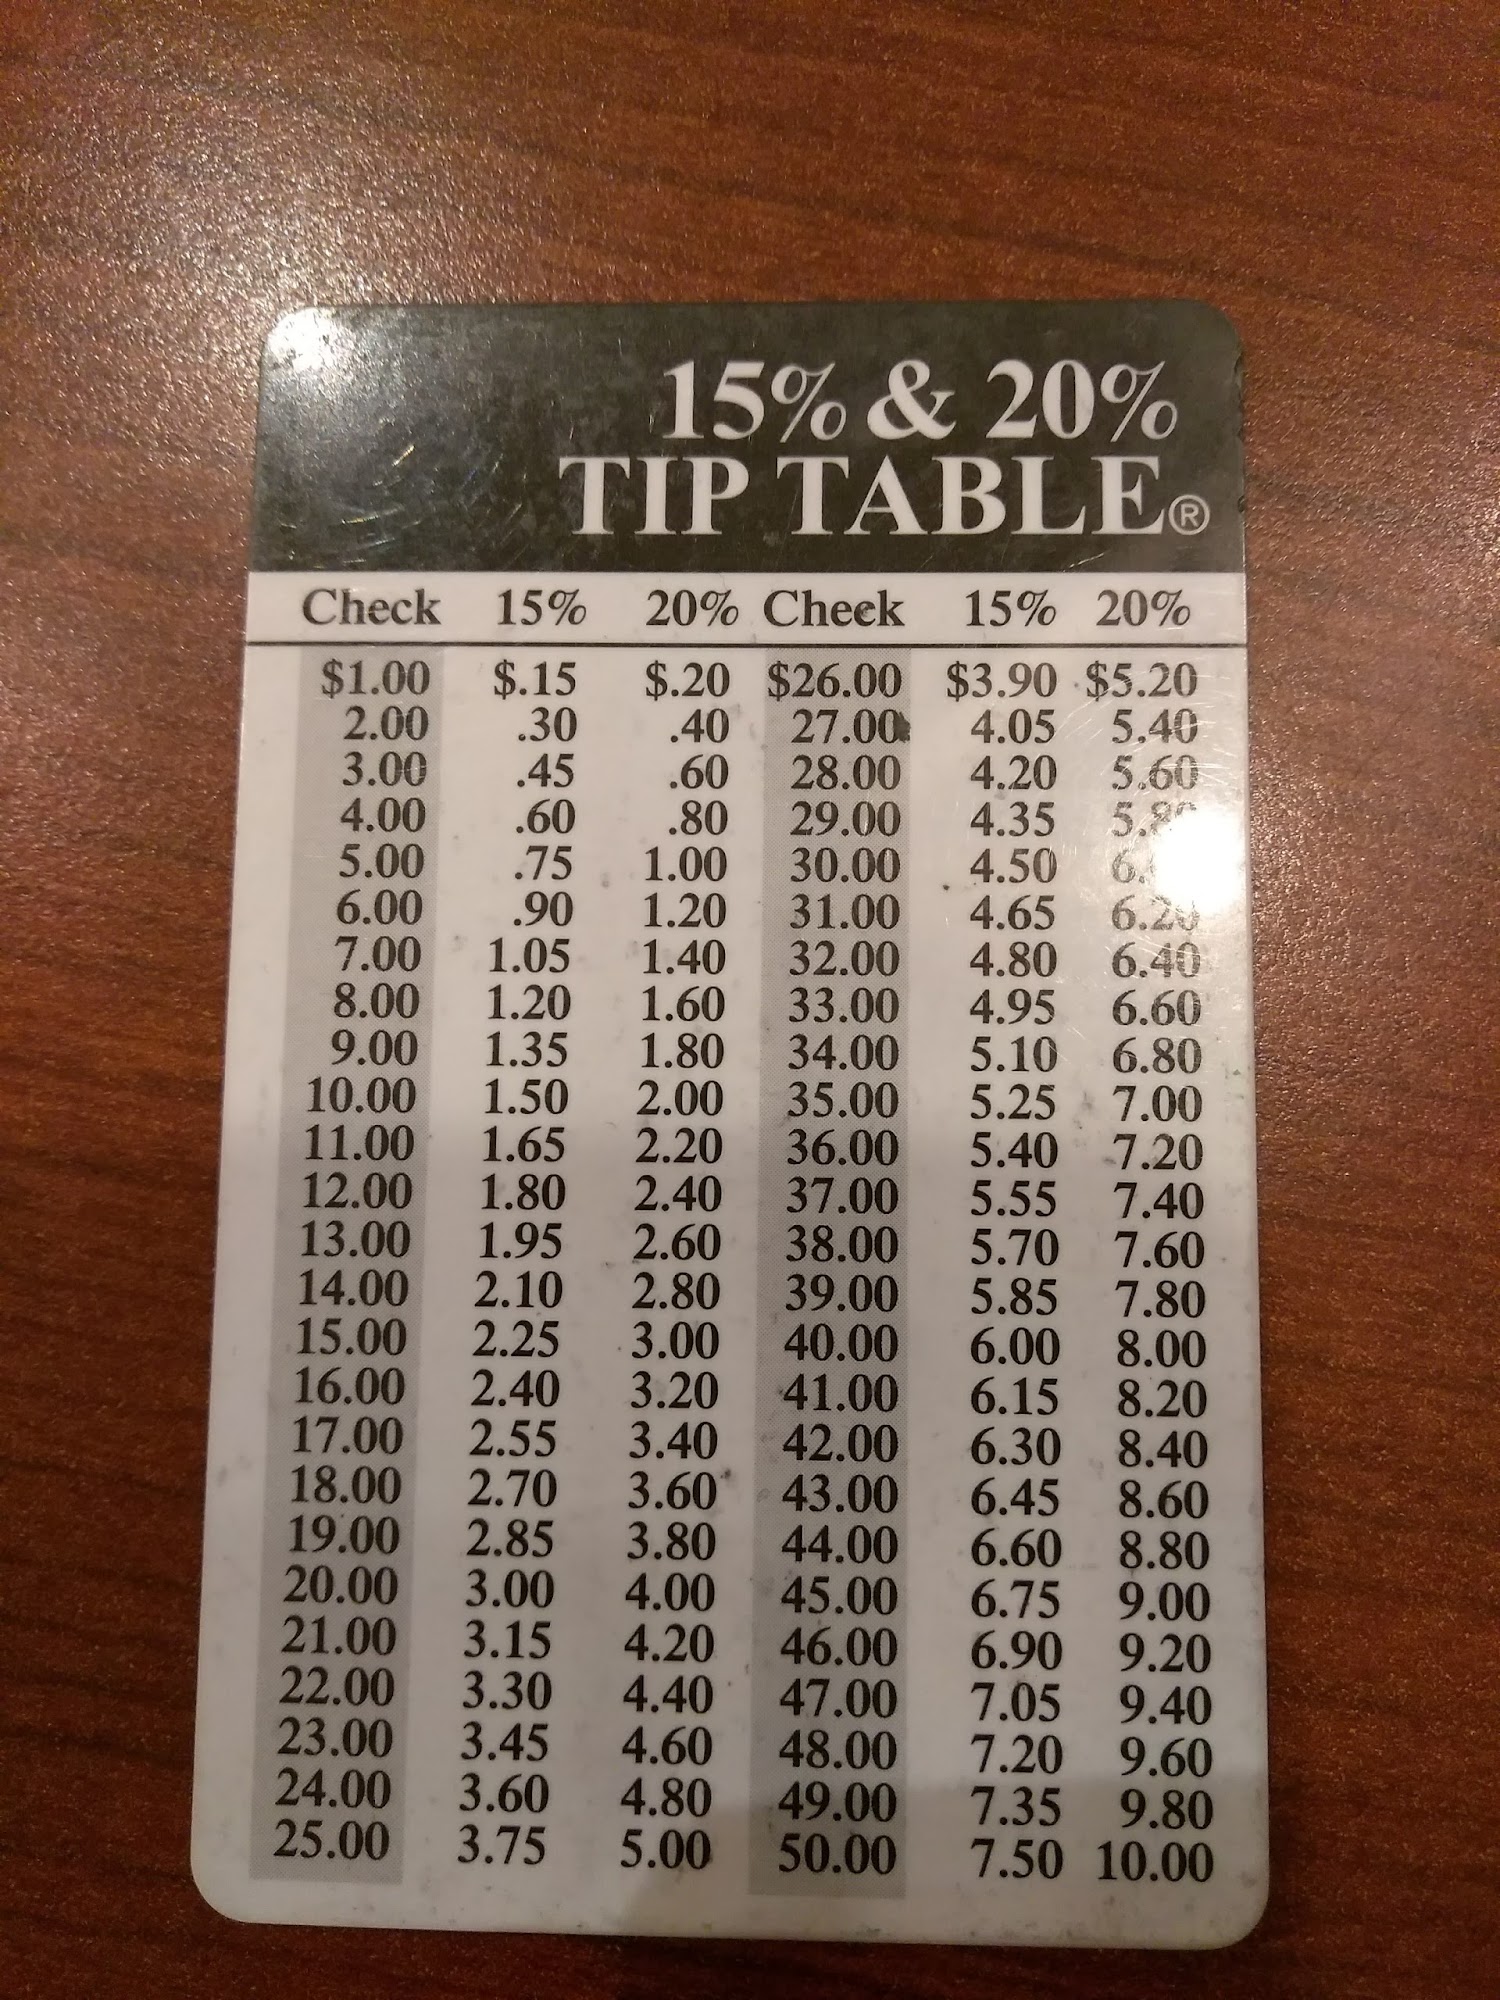 15% & 20%
TIP TABLE®
Check 15% 20% Check 15% 20%
$1.00 $.15 $.20 $26.00 $3.90 $5.20
2.00 .30 .40 27.00 4.05 5.40
3.00 .45 .60 28.00 4.20 5.60
4.00 .60 .80 29.00 4.35
5.00 .75 1.00 30.00 4.50
6.00 .90 1.20 31.00 4.65 6.20
7.00 1.05 1.40 32.00 4.80 6.40
8.00 1.20 1.60 33.00 4.95 6.60
9.00 1.35 1.80 34.00 5.10 6.80
10.00 1.50 2.00 35.00 5.25 7.00
11.00 1.65 2.20 36.00 5.40 7.20
12.00 1.80 2.40 37.00 5.55 7.40
13.00 1.95 2.60 38.00 5.70 7.60
14.00 2.10 2.80 39.00 5.85 7.80
15.00 2.25 3.00 40.00 6.00 8.00
16.00 2.40 3.20 41.00 6.15 8.20
17.00 2.55 3.40 42.00 6.30 8.40
18.00 2.70 3.60 43.00 6.45 8.60
19.00 2.85 3.80 44.00 6.60 8.80
20.00 3.00 4.00 45.00 6.75 9.00
21.00 3.15 4.20 46.00 6.90 9.20
22.00 3.30 4.40 47.00 7.05 9.40
23.00 3.45 4.60 48.00 7.20 9.60
24.00 3.60 4.80 49.00 7.35 9.80
25.00 3.75 5.00 50.00 7.50 10.00